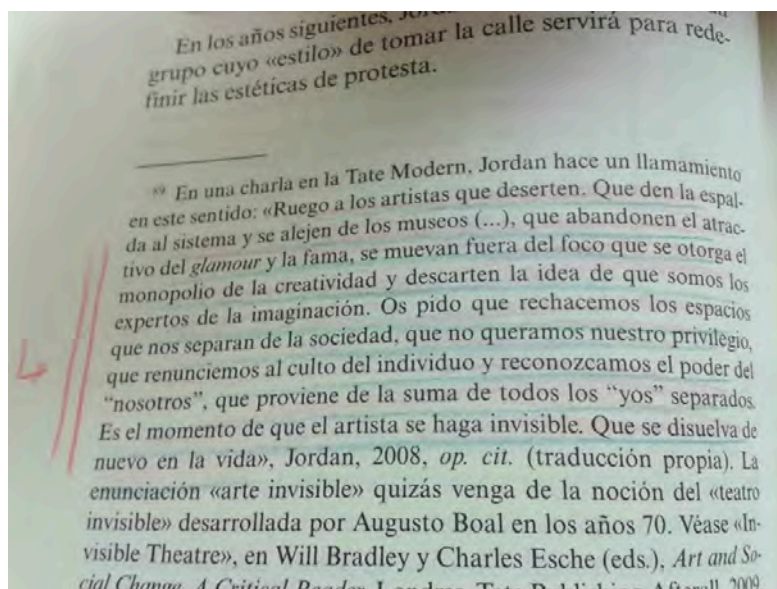 En los años siguientes,
grupo cuyo «estilo» de tomar la calle servirá para rede-
finir las estéticas de protesta.
En una charla en la Tate Modern, Jordan hace un llamamiento
en este sentido: «Ruego a los artistas que deserten. Que den la espal-
da al sistema y se alejen de los museos (...), que abandonen el atrac-
tivo del glamour y la fama, se muevan fuera del foco que se otorga el
monopolio de la creatividad y descarten la idea de que somos los
expertos de la imaginación. Os pido que rechacemos los espacios
que nos separan de la sociedad, que no queramos nuestro privilegio,
que renunciemos al culto del individuo y reconozcamos el poder del
“nosotros”, que proviene de la suma de todos los “yos” separados.
Es el momento de que el artista se haga invisible. Que se disuelva de
nuevo en la vida», Jordan, 2008, op. cit. (traducción propia). La
enunciación «arte invisible» quizás venga de la noción del «teatro
invisible» desarrollada por Augusto Boal en los años 70. Véase «In-
visible Theatre», en Will Bradley y Charles Esche (eds.), Art and So-
cial Change. A Critical Reader, Londres, Tate Publishing-Afterall, 2009